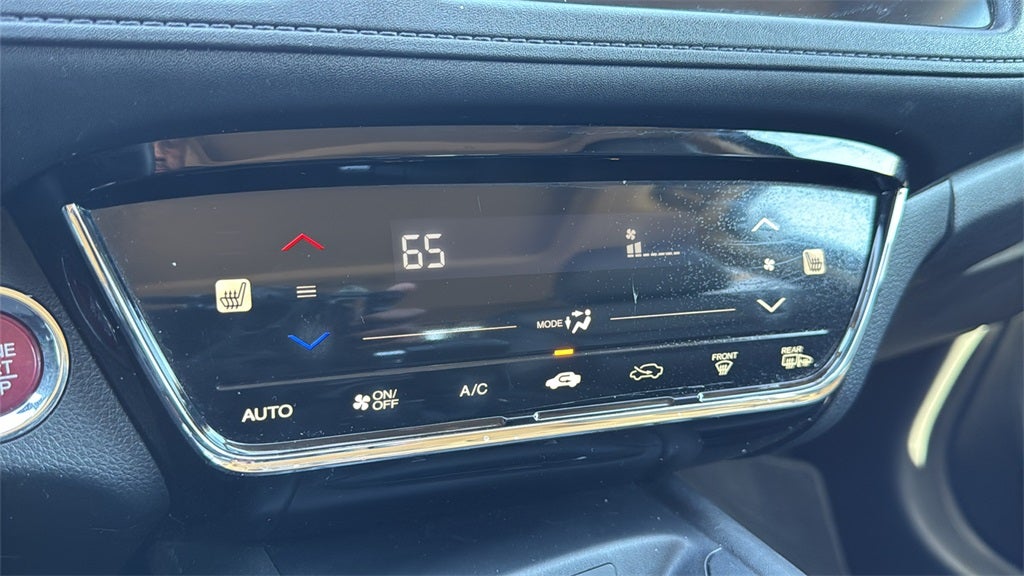 65
MODE
FRONT
REAR
AUTO
ON/
OFF
A/C